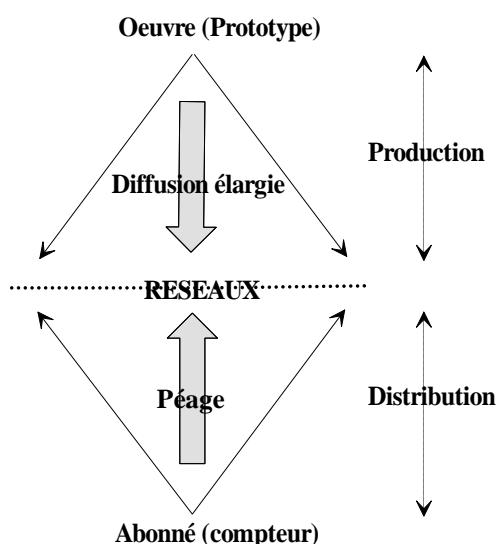 Oeuvre (Prototype)
Production
Diffusion élargie
RESEAUX
Péage
Distribution
Abonné (compteur)